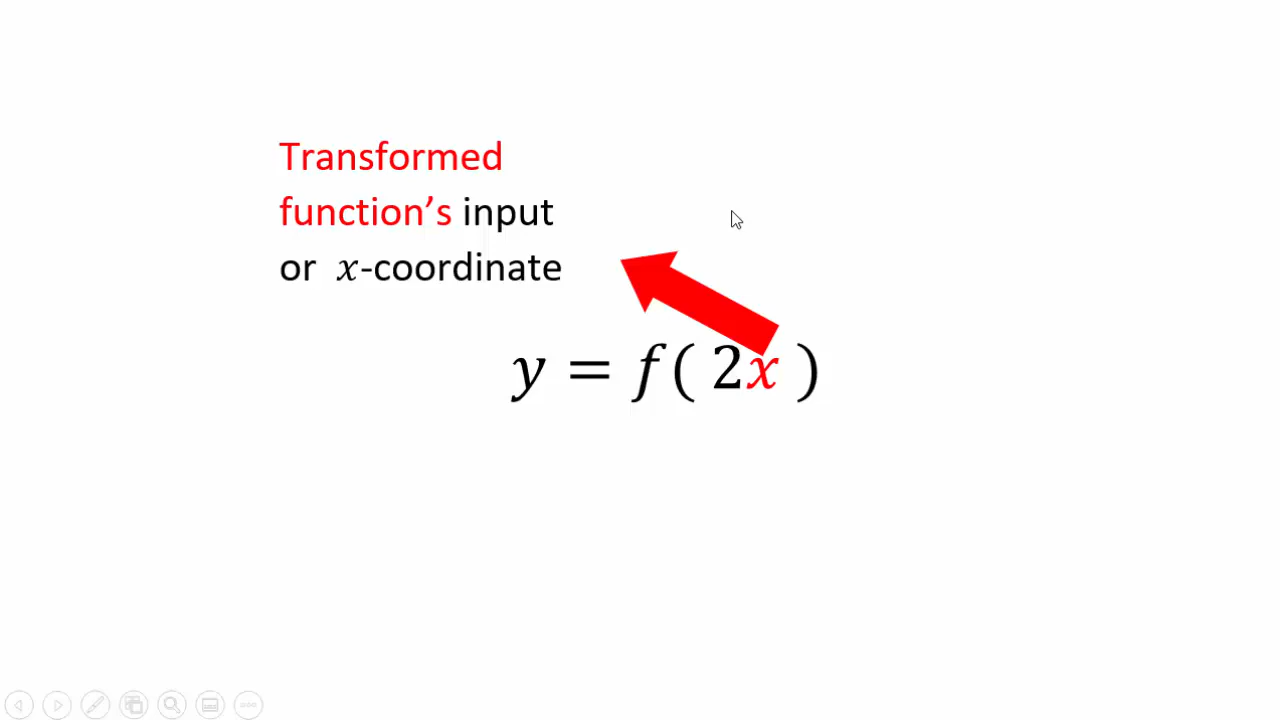 Transformed
function’s input
or x-coordinate
y = f( 2x )